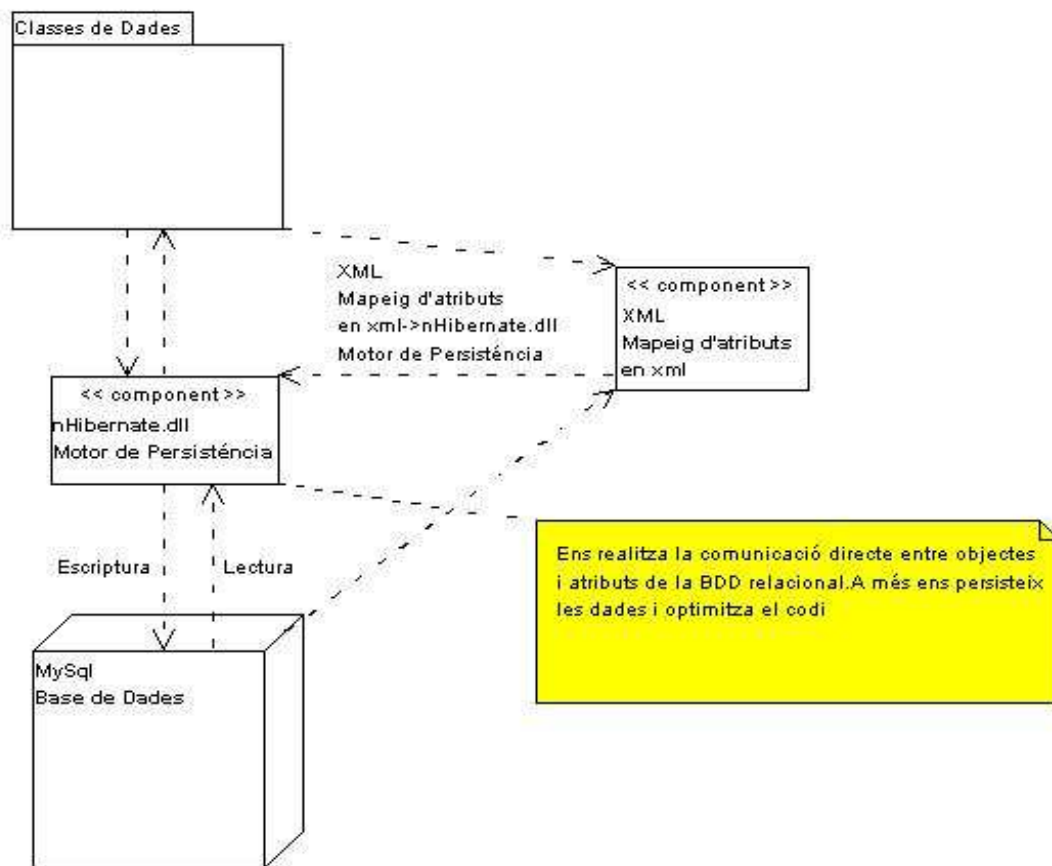 Classes de Dades
XML
Mapeig d'atributs
en xml->nHibernate.dll
Motor de Persisténcia
<< component >>
XML
Mapeig d'atributs
en xml
<< component >>
nHibernate.dll
Motor de Persisténcia
Escriptura
Lectura
Ens realitza la comunicació directe entre objectes
i atributs de la BDD relacional.A més ens persisteix
les dades i optimitza el codi
MySql
Base de Dades